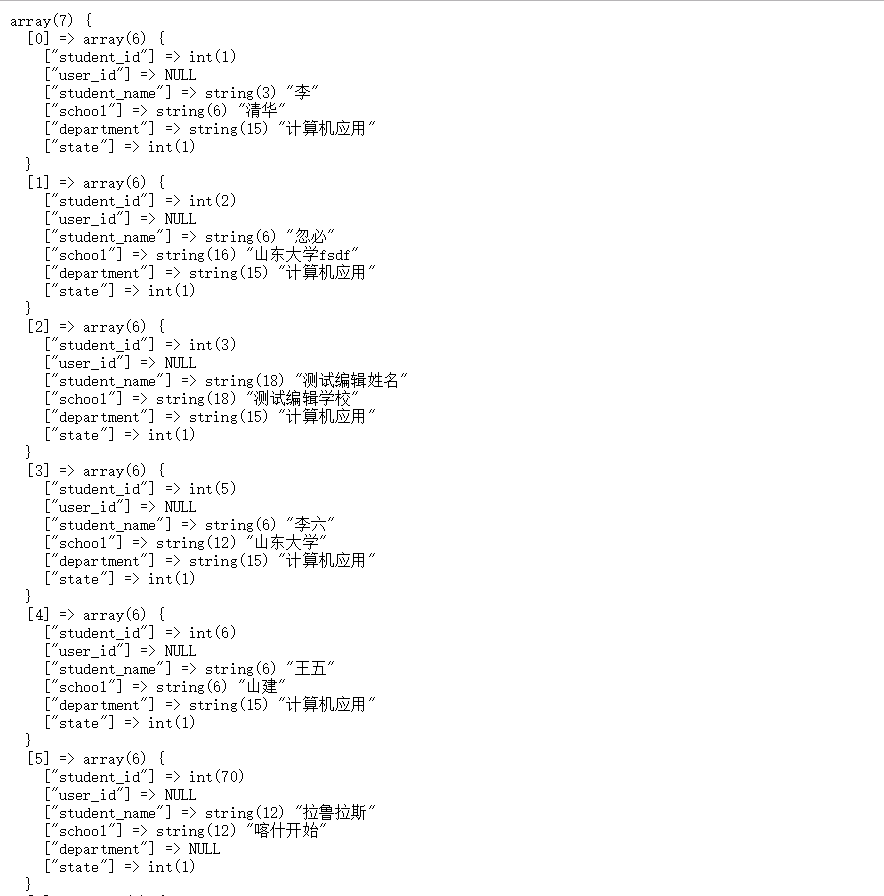 array(7) {
  [0] => array(6) {
    ["student_id"] => int(1)
    ["user_id"] => NULL
    ["student_name"] => string(3) "李"
    ["school"] => string(6) "清华"
    ["department"] => string(15) "计算机应用"
    ["state"] => int(1)
  }
  [1] => array(6) {
    ["student_id"] => int(2)
    ["user_id"] => NULL
    ["student_name"] => string(6) "忽必"
    ["school"] => string(16) "山东大学fsdf"
    ["department"] => string(15) "计算机应用"
    ["state"] => int(1)
  }
  [2] => array(6) {
    ["student_id"] => int(3)
    ["user_id"] => NULL
    ["student_name"] => string(18) "测试编辑姓名"
    ["school"] => string(18) "测试编辑学校"
    ["department"] => string(15) "计算机应用"
    ["state"] => int(1)
  }
  [3] => array(6) {
    ["student_id"] => int(5)
    ["user_id"] => NULL
    ["student_name"] => string(6) "李六"
    ["school"] => string(12) "山东大学"
    ["department"] => string(15) "计算机应用"
    ["state"] => int(1)
  }
  [4] => array(6) {
    ["student_id"] => int(6)
    ["user_id"] => NULL
    ["student_name"] => string(6) "王五"
    ["school"] => string(6) "山建"
    ["department"] => string(15) "计算机应用"
    ["state"] => int(1)
  }
  [5] => array(6) {
    ["student_id"] => int(70)
    ["user_id"] => NULL
    ["student_name"] => string(12) "拉鲁拉斯"
    ["school"] => string(12) "喀什开始"
    ["department"] => NULL
    ["state"] => int(1)
  }